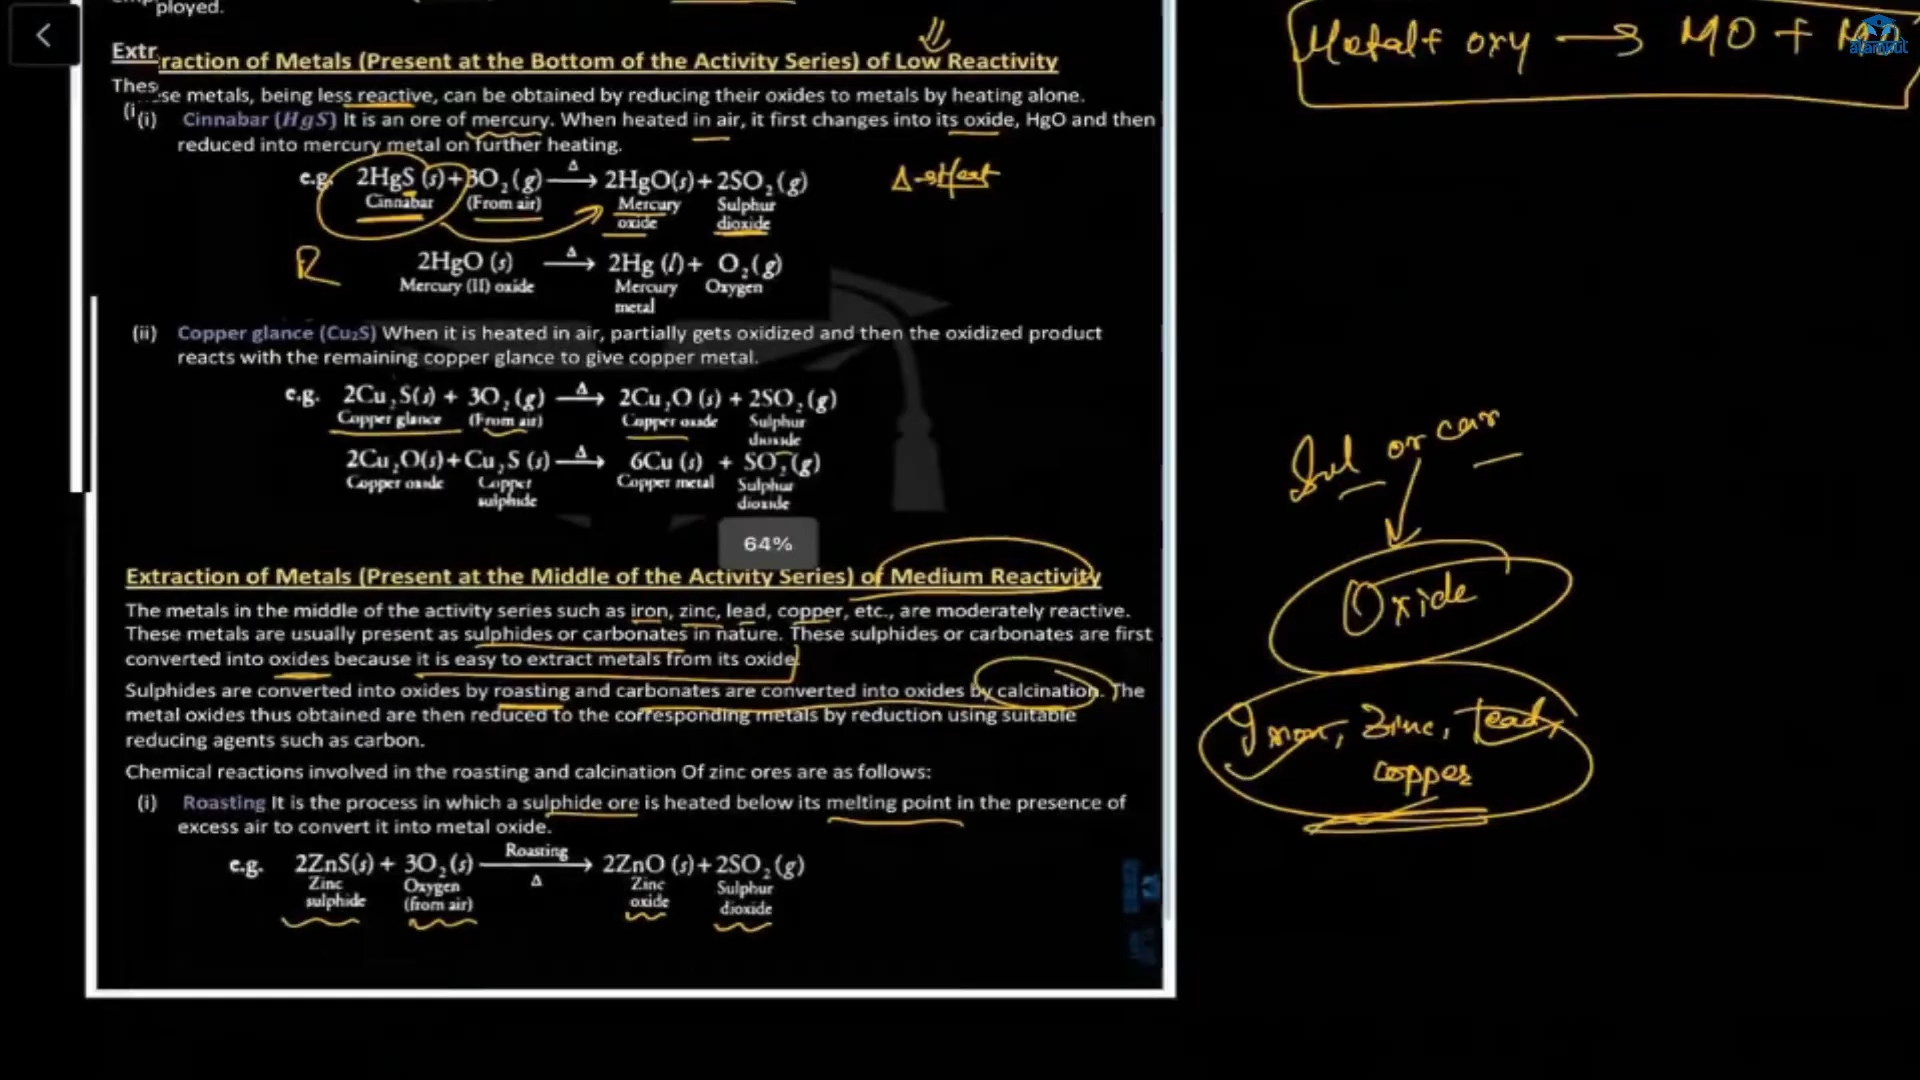 ployed.
Extraction of Metals (Present at the Bottom of the Activity Series) of Low Reactivity
These metals, being less reactive, can be obtained by reducing their oxides to metals by heating alone.
(i) Cinnabar (HgS) It is an ore of mercury. When heated in air, it first changes into its oxide, HgO and then
reduced into mercury metal on further heating.
e.g. 2HgS (s) + 3O₂ (g) —Δ→ 2HgO(s) + 2SO₂ (g)
Cinnabar (From air) Mercury oxide Sulphur dioxide
R
2HgO (s) —Δ→ 2Hg (l) + O₂ (g)
Mercury (II) oxide Mercury metal Oxygen
(ii) Copper glance (Cu₂S) When it is heated in air, partially gets oxidized and then the oxidized product
reacts with the remaining copper glance to give copper metal.
e.g. 2Cu₂S(s) + 3O₂ (g) —Δ→ 2Cu₂O (s) + 2SO₂ (g)
Copper glance (From air) Copper oxide Sulphur dioxide
2Cu₂O(s) + Cu₂S (s) —Δ→ 6Cu (s) + SO₂ (g)
Copper oxide Copper sulphide Copper metal Sulphur dioxide
64%
Extraction of Metals (Present at the Middle of the Activity Series) of Medium Reactivity
The metals in the middle of the activity series such as iron, zinc, lead, copper, etc., are moderately reactive.
These metals are usually present as sulphides or carbonates in nature. These sulphides or carbonates are first
converted into oxides because it is easy to extract metals from its oxide.
Sulphides are converted into oxides by roasting and carbonates are converted into oxides by calcination. The
metal oxides thus obtained are then reduced to the corresponding metals by reduction using suitable
reducing agents such as carbon.
Chemical reactions involved in the roasting and calcination Of zinc ores are as follows:
(i) Roasting It is the process in which a sulphide ore is heated below its melting point in the presence of
excess air to convert it into metal oxide.
e.g. 2ZnS(s) + 3O₂ (s) —Roasting Δ→ 2ZnO (s) + 2SO₂ (g)
Zinc sulphide Oxygen (from air) Zinc oxide Sulphur dioxide
Metal + oxy → MO + MO
Sul or car
Oxide
zinc, Lead,
copper